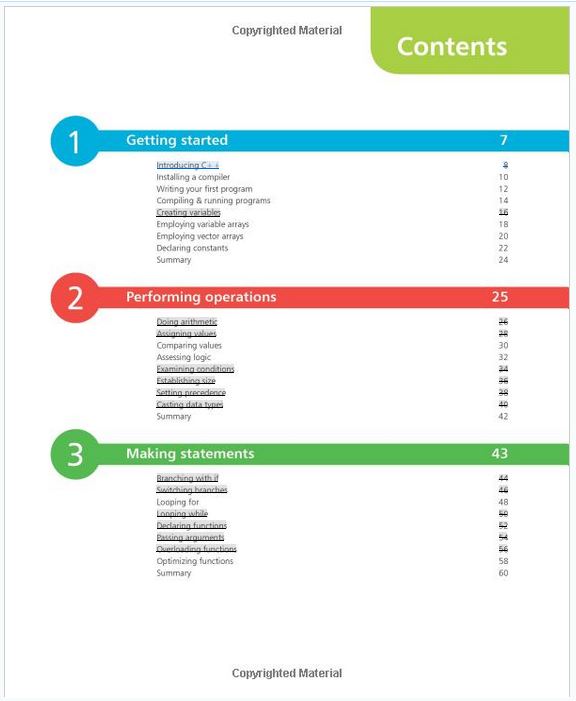 Copyrighted Material
Contents
1 Getting started 7
Introducing C++ 8
Installing a compiler 10
Writing your first program 12
Compiling & running programs 14
Creating variables 16
Employing variable arrays 18
Employing vector arrays 20
Declaring constants 22
Summary 24
2 Performing operations 25
Doing arithmetic 26
Assigning values 28
Comparing values 30
Assessing logic 32
Examining conditions 34
Establishing size 36
Setting precedence 38
Casting data types 40
Summary 42
3 Making statements 43
Branching with if 44
Switching branches 46
Looping for 48
Looping while 50
Declaring functions 52
Passing arguments 54
Overloading functions 56
Optimizing functions 58
Summary 60
Copyrighted Material